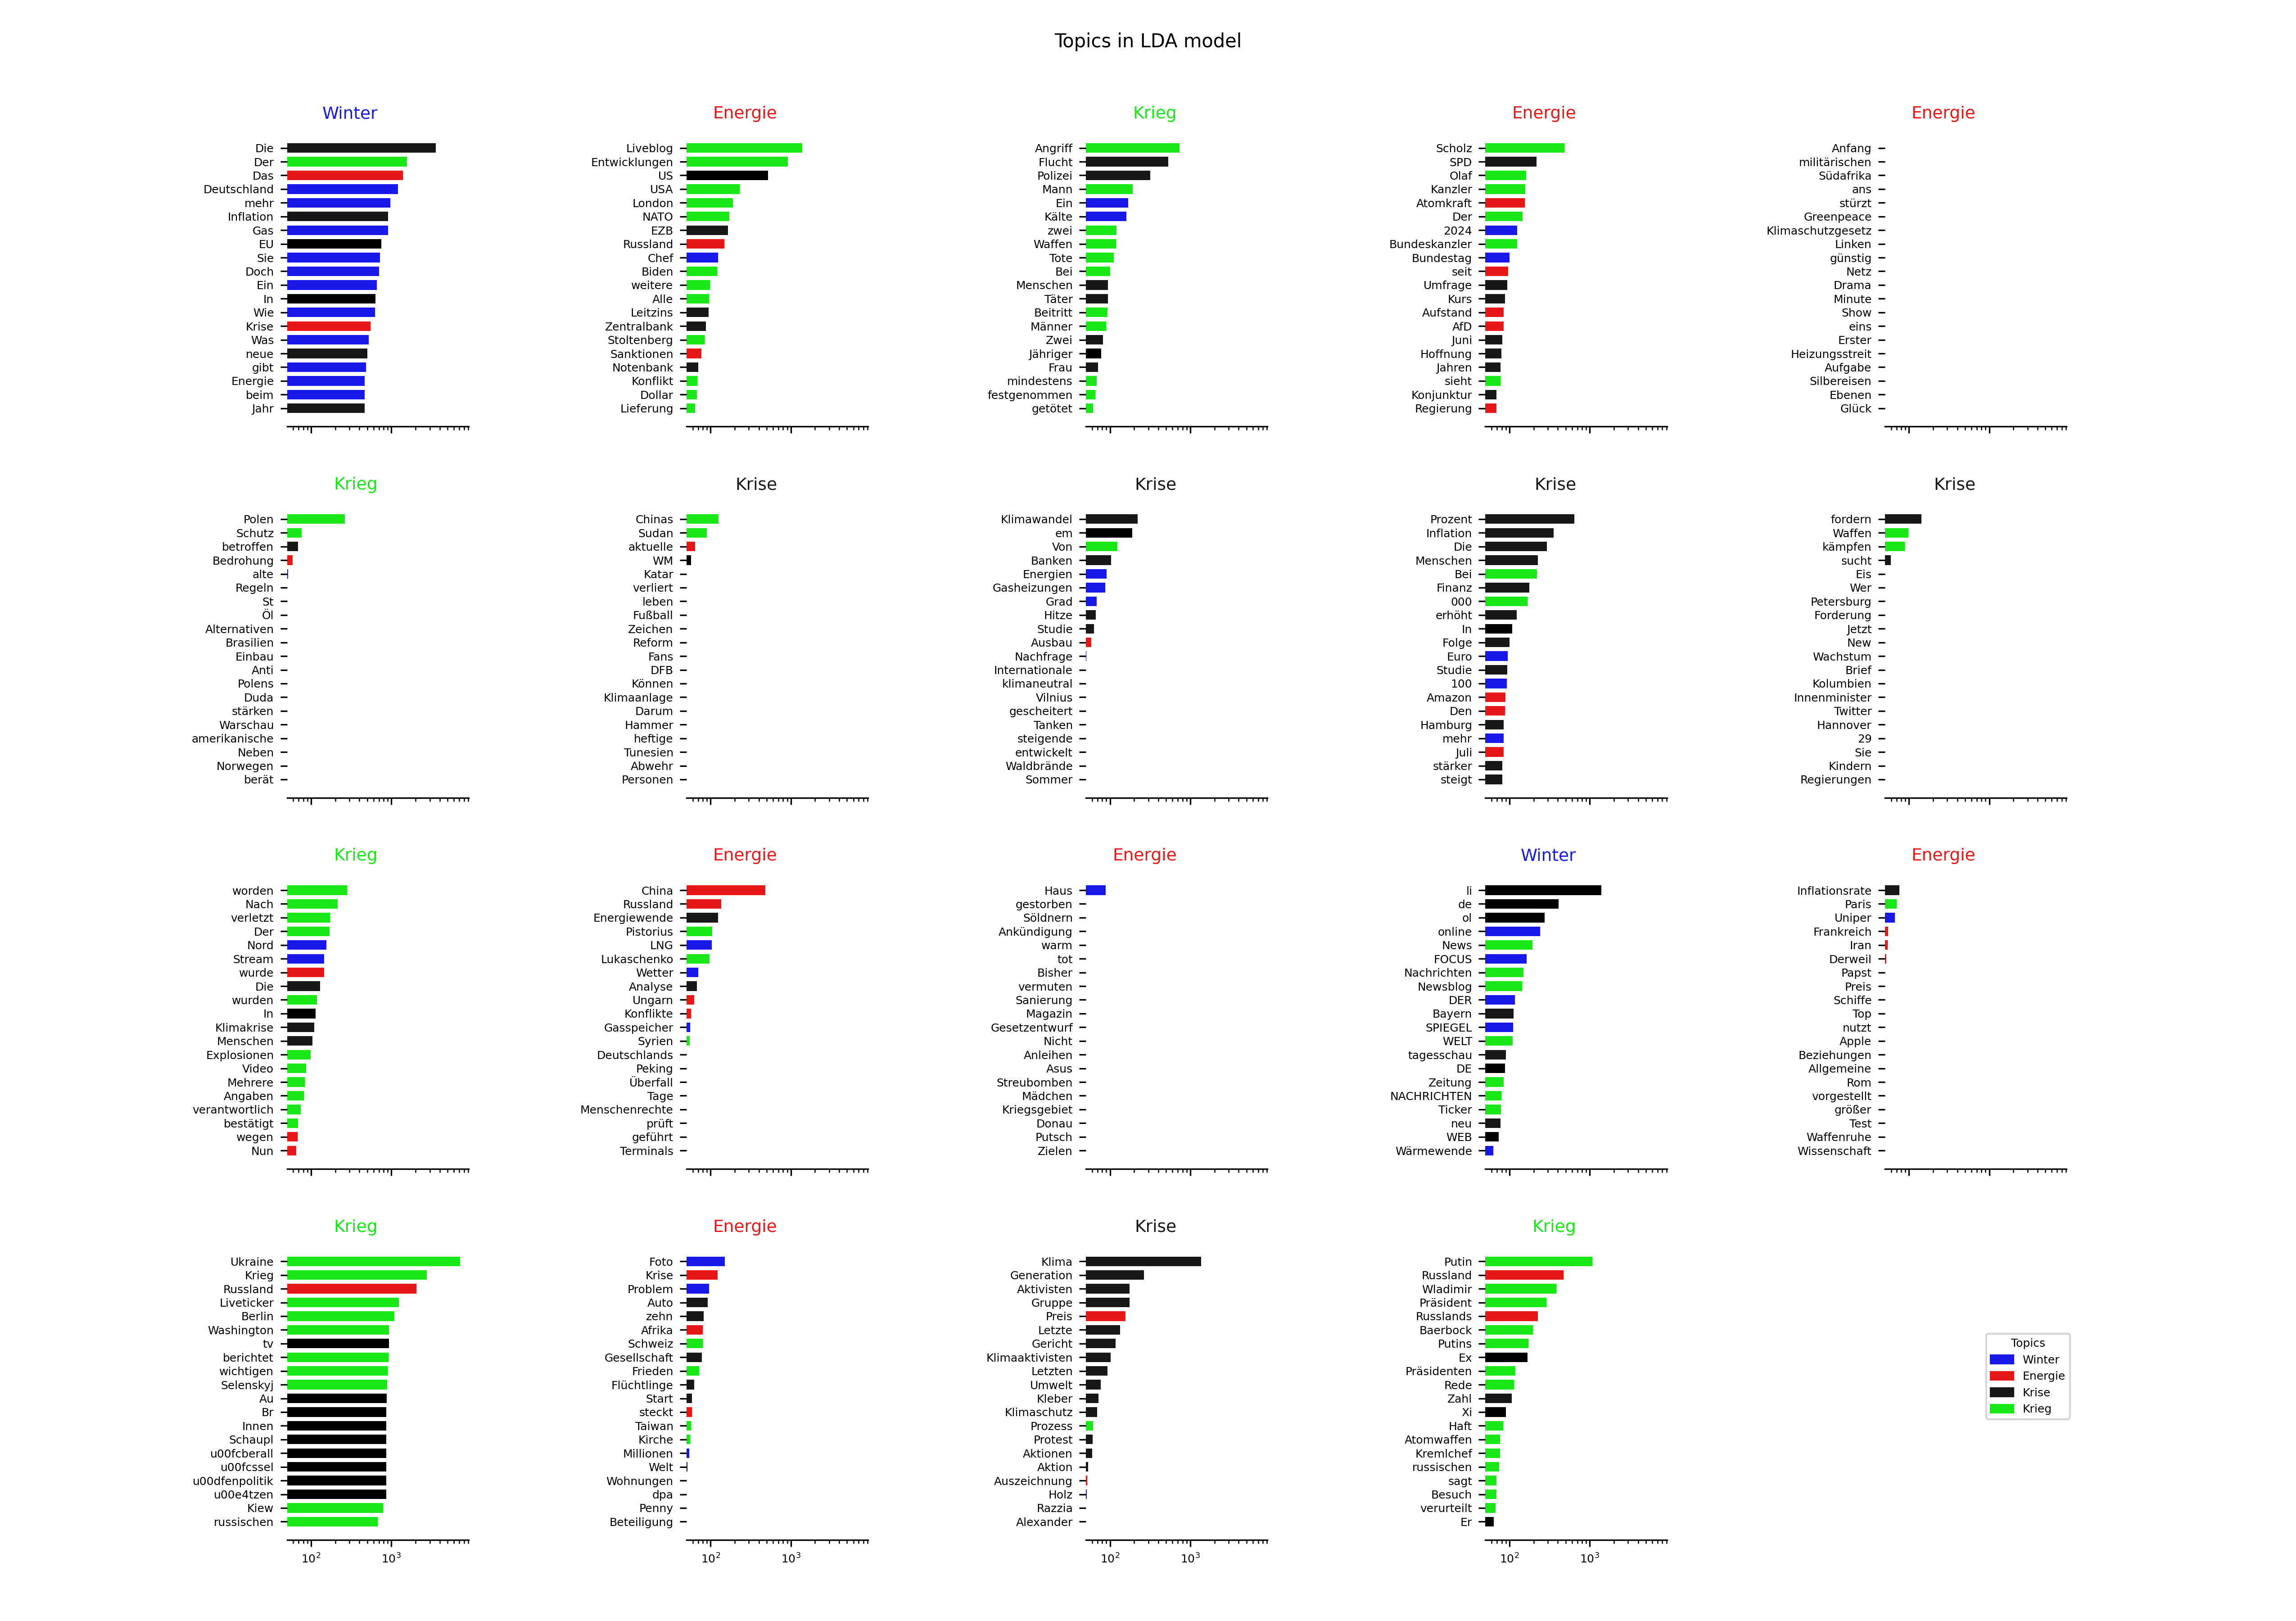 Topics in LDA model
Winter
Die
Der
Das
Deutschland
mehr
Inflation
Gas
EU
Sie
Doch
Ein
In
Wie
Krise
Was
neue
gibt
Energie
beim
Jahr
Energie
Liveblog
Entwicklungen
US
USA
London
NATO
EZB
Russland
Chef
Biden
weitere
Alle
Leitzins
Zentralbank
Stoltenberg
Sanktionen
Notenbank
Konflikt
Dollar
Lieferung
Krieg
Angriff
Flucht
Polizei
Mann
Ein
Kälte
zwei
Waffen
Tote
Bei
Menschen
Täter
Beitritt
Männer
Zwei
Jähriger
Frau
mindestens
festgenommen
getötet
Energie
Scholz
SPD
Olaf
Kanzler
Atomkraft
Der
2024
Bundeskanzler
Bundestag
seit
Umfrage
Kurs
Aufstand
AfD
Juni
Hoffnung
Jahren
sieht
Konjunktur
Regierung
Energie
Anfang
militärischen
Südafrika
ans
stürzt
Greenpeace
Klimaschutzgesetz
Linken
günstig
Netz
Drama
Minute
Show
eins
Erster
Heizungsstreit
Aufgabe
Silbereisen
Ebenen
Glück
Krieg
Polen
Schutz
betroffen
Bedrohung
alte
Regeln
St
Öl
Alternativen
Brasilien
Einbau
Anti
Polens
Duda
stärken
Warschau
amerikanische
Neben
Norwegen
berät
Krise
Chinas
Sudan
aktuelle
WM
Katar
verliert
leben
Fußball
Zeichen
Reform
Fans
DFB
Können
Klimaanlage
Darum
Hammer
heftige
Tunesien
Abwehr
Personen
Krise
Klimawandel
em
Von
Banken
Energien
Gasheizungen
Grad
Hitze
Studie
Ausbau
Nachfrage
Internationale
klimaneutral
Vilnius
gescheitert
Tanken
steigende
entwickelt
Waldbrände
Sommer
Krise
Prozent
Inflation
Die
Menschen
Bei
Finanz
000
erhöht
In
Folge
Euro
Studie
100
Amazon
Den
Hamburg
mehr
Juli
stärker
steigt
Krise
fordern
Waffen
kämpfen
sucht
Eis
Wer
Petersburg
Forderung
Jetzt
New
Wachstum
Brief
Kolumbien
Innenminister
Twitter
Hannover
29
Sie
Kindern
Regierungen
Krieg
worden
Nach
verletzt
Der
Nord
Stream
wurde
Die
wurden
In
Klimakrise
Menschen
Explosionen
Video
Mehrere
Angaben
verantwortlich
bestätigt
wegen
Nun
Energie
China
Russland
Energiewende
Pistorius
LNG
Lukaschenko
Wetter
Analyse
Ungarn
Konflikte
Gasspeicher
Syrien
Deutschlands
Peking
Überfall
Tage
Menschenrechte
prüft
geführt
Terminals
Energie
Haus
gestorben
Söldnern
Ankündigung
warm
tot
Bisher
vermuten
Sanierung
Magazin
Gesetzentwurf
Nicht
Anleihen
Asus
Streubomben
Mädchen
Kriegsgebiet
Donau
Putsch
Zielen
Winter
li
de
ol
online
News
FOCUS
Nachrichten
Newsblog
DER
Bayern
SPIEGEL
WELT
tagesschau
DE
Zeitung
NACHRICHTEN
Ticker
neu
WEB
Wärmewende
Energie
Inflationsrate
Paris
Uniper
Frankreich
Iran
Derweil
Papst
Preis
Schiffe
Top
nutzt
Apple
Beziehungen
Allgemeine
Rom
vorgestellt
größer
Test
Waffenruhe
Wissenschaft
Krieg
Ukraine
Krieg
Russland
Liveticker
Berlin
Washington
tv
berichtet
wichtigen
Selenskyj
Au
Br
Innen
Schaupl
u00fcberall
u00fcssel
u00dfenpolitik
u00e4tzen
Kiew
russischen
10²
10³
Energie
Foto
Krise
Problem
Auto
zehn
Afrika
Schweiz
Gesellschaft
Frieden
Flüchtlinge
Start
steckt
Taiwan
Kirche
Millionen
Welt
Wohnungen
dpa
Penny
Beteiligung
10²
10³
Krise
Klima
Generation
Aktivisten
Gruppe
Preis
Letzte
Gericht
Klimaaktivisten
Letzten
Umwelt
Kleber
Klimaschutz
Prozess
Protest
Aktionen
Aktion
Auszeichnung
Holz
Razzia
Alexander
10²
10³
Krieg
Putin
Russland
Wladimir
Präsident
Russlands
Baerbock
Putins
Ex
Präsidenten
Rede
Zahl
Xi
Haft
Atomwaffen
Kremlchef
russischen
sagt
Besuch
verurteilt
Er
10²
10³
Topics
Winter
Energie
Krise
Krieg